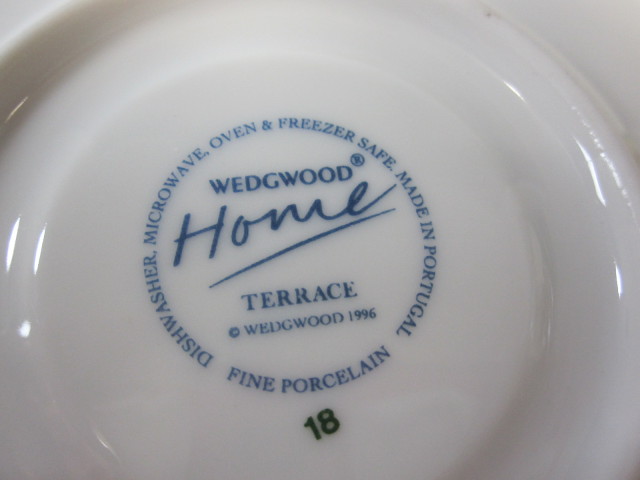 DISHWASHER, MICROWAVE, OVEN & FREEZER SAFE. MADE IN PORTUGAL
WEDGWOOD®
Home
TERRACE
© WEDGWOOD 1996
FINE PORCELAIN
18